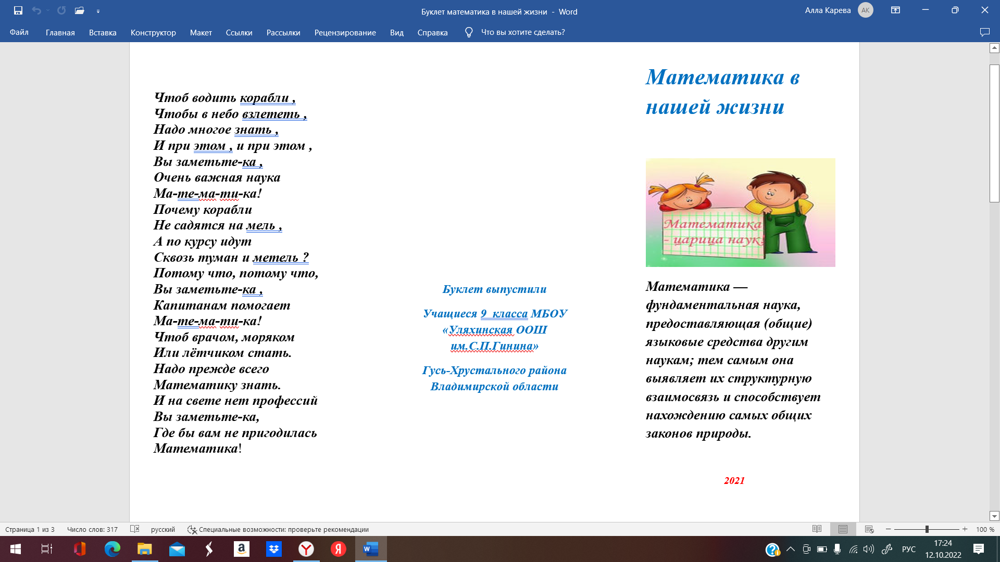 Буклет математика в нашей жизни - Word
Алла Карева
АК
Файл
Главная
Вставка
Конструктор
Макет
Ссылки
Рассылки
Рецензирование
Вид
Справка
Что вы хотите сделать?
Чтоб водить корабли ,
Чтобы в небо взлететь ,
Надо многое знать ,
И при этом , и при этом ,
Вы заметьте-ка ,
Очень важная наука
Ма-те-ма-ти-ка!
Почему корабли
Не садятся на мель ,
А по курсу идут
Сквозь туман и метель ?
Потому что, потому что,
Вы заметьте-ка ,
Капитанам помогает
Ма-те-ма-ти-ка!
Чтоб врачом, моряком
Или лётчиком стать.
Надо прежде всего
Математику знать.
И на свете нет профессий
Вы заметьте-ка,
Где бы вам не пригодилась
Математика!
Буклет выпустили
Учащиеся 9  класса МБОУ
«Уляхинская ООШ
им.С.П.Гинина»
Гусь-Хрустального района
Владимирской области
Математика в
нашей жизни
Математика
- царица наук!
Математика —
фундаментальная наука,
предоставляющая (общие)
языковые средства другим
наукам; тем самым она
выявляет их структурную
взаимосвязь и способствует
нахождению самых общих
законов природы.
2021
Страница 1 из 3
Число слов: 317
русский
Специальные возможности: проверьте рекомендации
100 %
РУС
17:24
12.10.2022